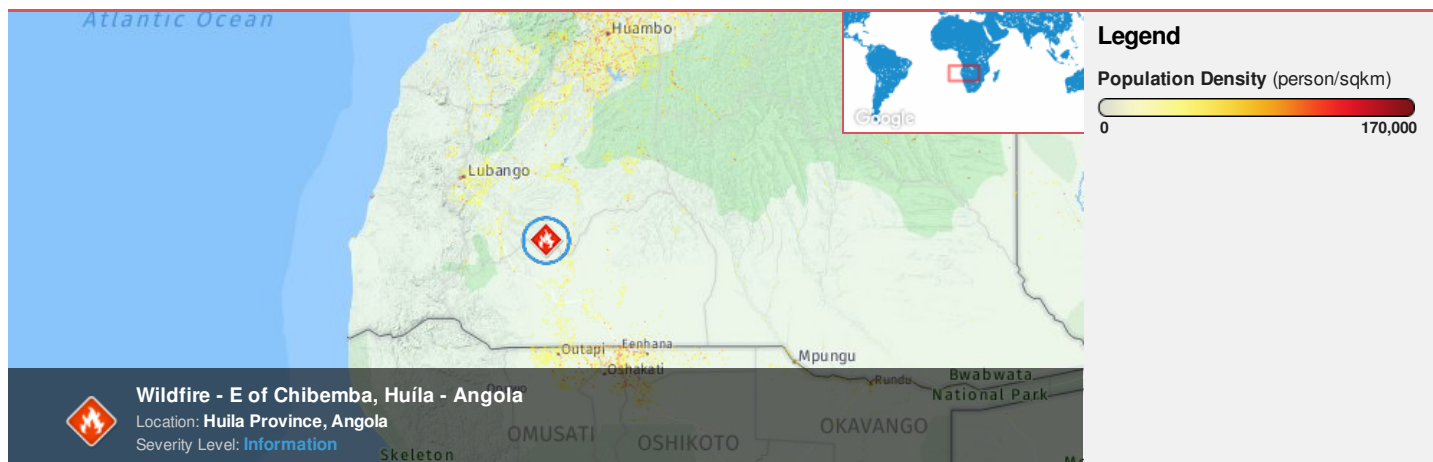 Atlantic Ocean
Huambo
Lubango
Google
Outapi
Eenhana
Oshakati
Mpungu
Rundu
Bwabwata
National Park
OMUSATI
OSHIKOTO
OKAVANGO
Skeleton
Wildfire - E of Chibemba, Huíla - Angola
Location: Huila Province, Angola
Severity Level: Information
Legend
Population Density (person/sqkm)
0
170,000